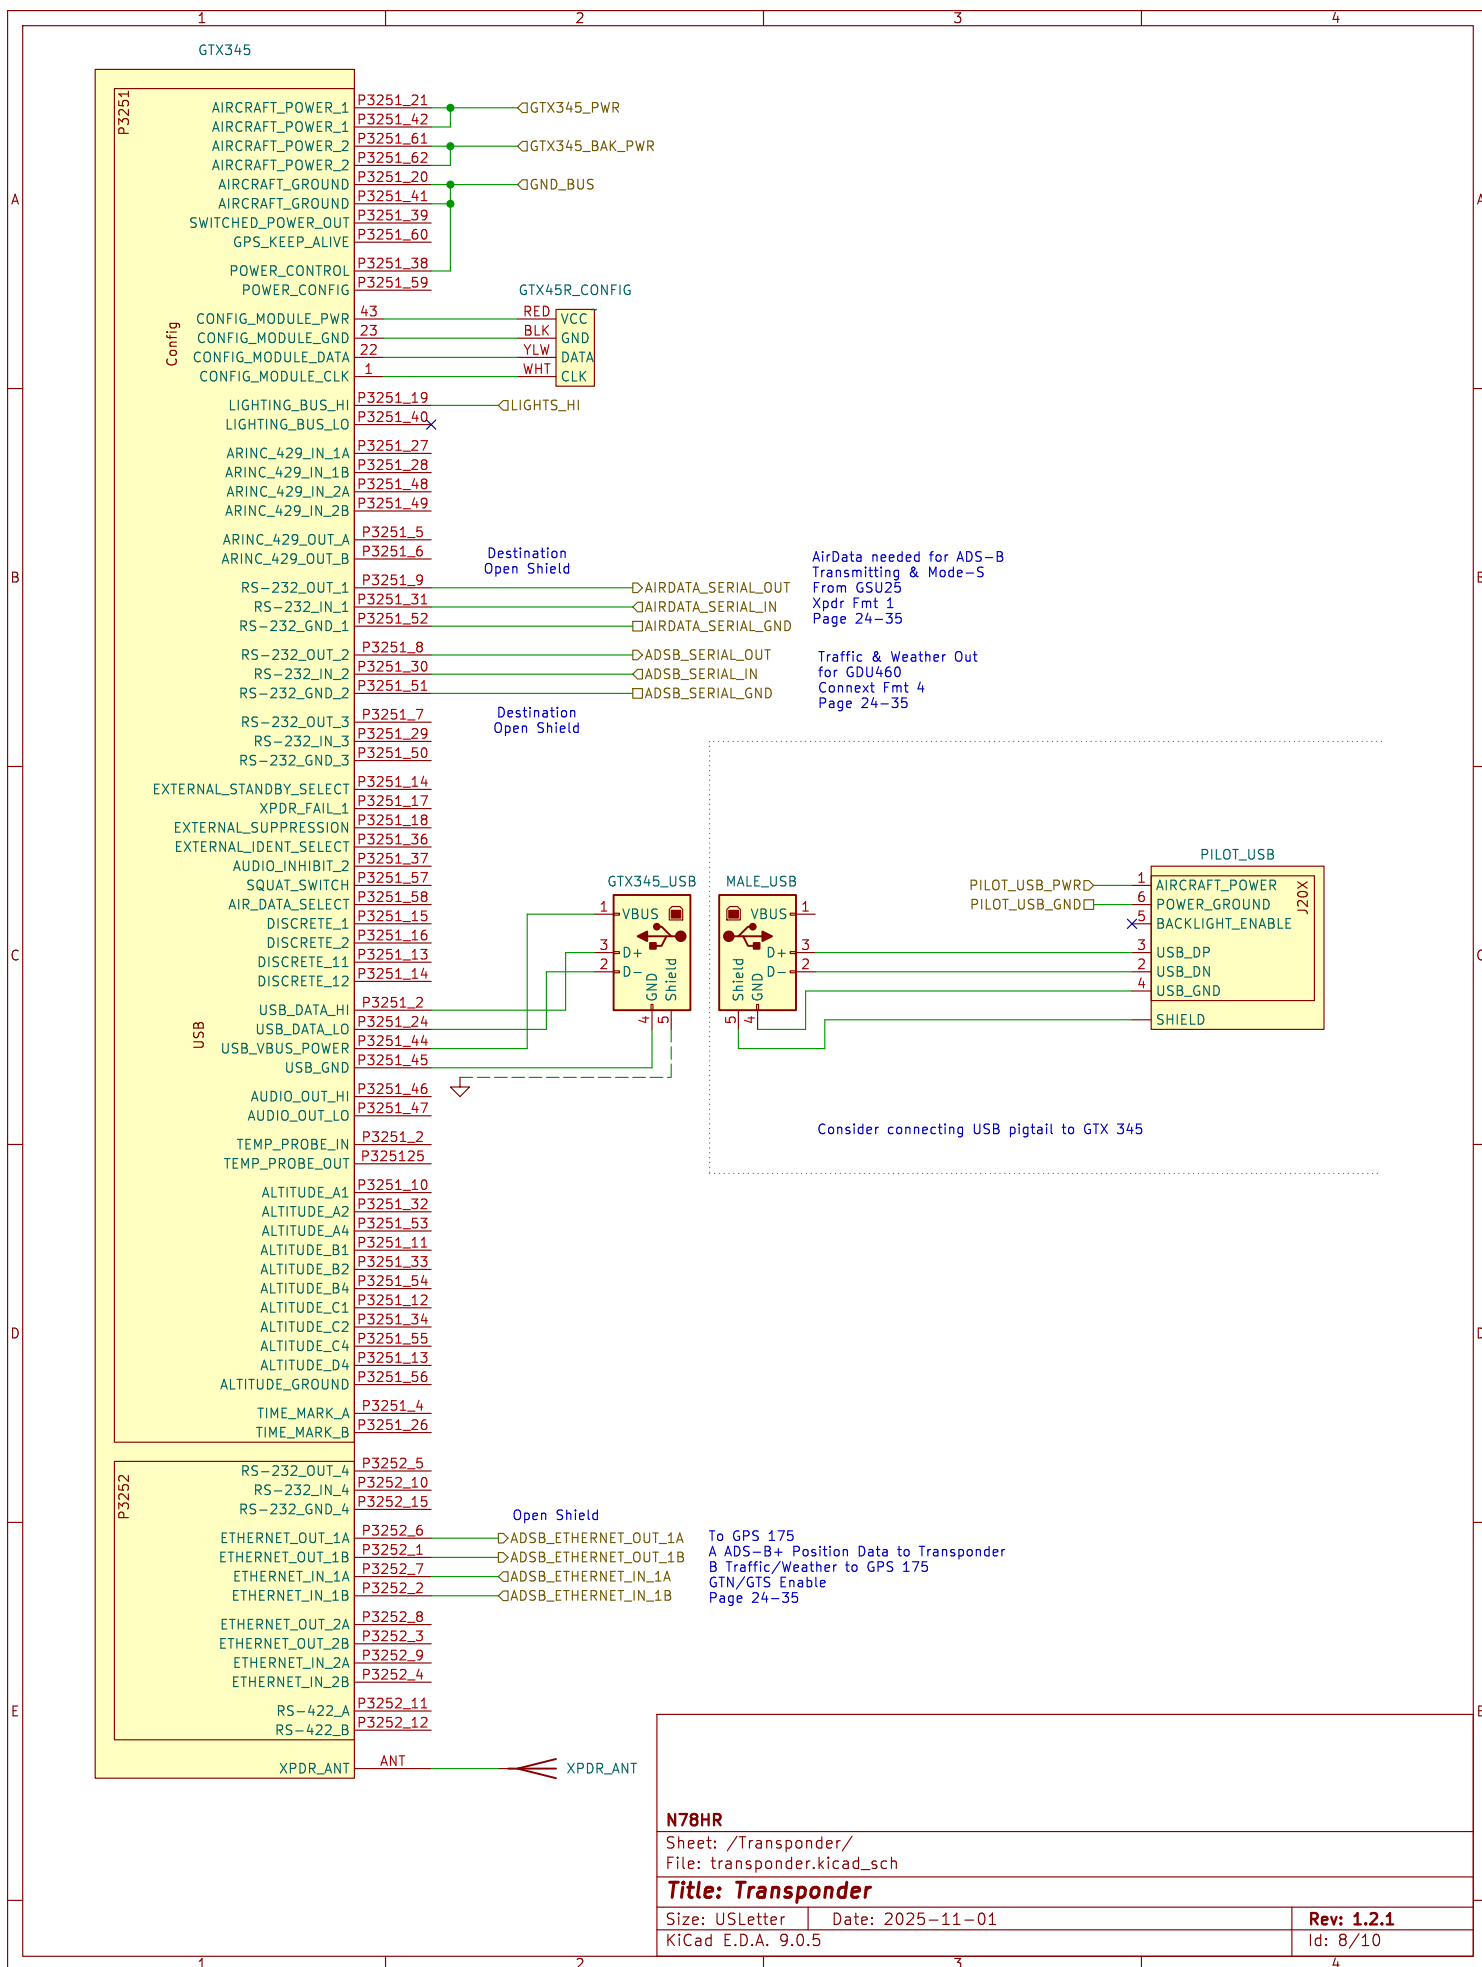 1 2 3 4
GTX345
P3251
AIRCRAFT_POWER_1 P3251_21 GTX345_PWR
AIRCRAFT_POWER_1 P3251_42
AIRCRAFT_POWER_2 P3251_61 GTX345_BAK_PWR
AIRCRAFT_POWER_2 P3251_62
AIRCRAFT_GROUND P3251_20 GND_BUS
A AIRCRAFT_GROUND P3251_41 A
SWITCHED_POWER_OUT P3251_39
GPS_KEEP_ALIVE P3251_60
POWER_CONTROL P3251_38
POWER_CONFIG P3251_59
GTX45R_CONFIG
Config
CONFIG_MODULE_PWR 43 RED VCC
CONFIG_MODULE_GND 23 BLK GND
CONFIG_MODULE_DATA 22 YLW DATA
CONFIG_MODULE_CLK 1 WHT CLK
LIGHTING_BUS_HI P3251_19 LIGHTS_HI
LIGHTING_BUS_LO P3251_40
ARINC_429_IN_1A P3251_27
ARINC_429_IN_1B P3251_28
ARINC_429_IN_2A P3251_48
ARINC_429_IN_2B P3251_49
ARINC_429_OUT_A P3251_5
ARINC_429_OUT_B P3251_6
Destination
Open Shield
AirData needed for ADS-B
Transmitting & Mode-S
From GSU25
Xpdr Fmt 1
Page 24-35
B B
RS-232_OUT_1 P3251_9 AIRDATA_SERIAL_OUT
RS-232_IN_1 P3251_31 AIRDATA_SERIAL_IN
RS-232_GND_1 P3251_52 AIRDATA_SERIAL_GND
RS-232_OUT_2 P3251_8 ADSB_SERIAL_OUT
RS-232_IN_2 P3251_30 ADSB_SERIAL_IN
RS-232_GND_2 P3251_51 ADSB_SERIAL_GND
Traffic & Weather Out
for GDU460
Connext Fmt 4
Page 24-35
Destination
Open Shield
RS-232_OUT_3 P3251_7
RS-232_IN_3 P3251_29
RS-232_GND_3 P3251_50
EXTERNAL_STANDBY_SELECT P3251_14
XPDR_FAIL_1 P3251_17
EXTERNAL_SUPPRESSION P3251_18
EXTERNAL_IDENT_SELECT P3251_36
AUDIO_INHIBIT_2 P3251_37
SQUAT_SWITCH P3251_57
AIR_DATA_SELECT P3251_58
DISCRETE_1 P3251_15
DISCRETE_2 P3251_16
DISCRETE_11 P3251_13
DISCRETE_12 P3251_14
C C
GTX345_USB
1 VBUS
3 D+
2 D-
GND Shield
4 5
MALE_USB
VBUS 1
D+ 3
D- 2
Shield GND
5 4
PILOT_USB
J20X
PILOT_USB_PWR 1 AIRCRAFT_POWER
PILOT_USB_GND 6 POWER_GROUND
5 BACKLIGHT_ENABLE
3 USB_DP
2 USB_DN
4 USB_GND
SHIELD
USB
USB_DATA_HI P3251_2
USB_DATA_LO P3251_24
USB_VBUS_POWER P3251_44
USB_GND P3251_45
AUDIO_OUT_HI P3251_46
AUDIO_OUT_LO P3251_47
Consider connecting USB pigtail to GTX 345
TEMP_PROBE_IN P3251_2
TEMP_PROBE_OUT P325125
ALTITUDE_A1 P3251_10
ALTITUDE_A2 P3251_32
ALTITUDE_A4 P3251_53
ALTITUDE_B1 P3251_11
ALTITUDE_B2 P3251_33
ALTITUDE_B4 P3251_54
ALTITUDE_C1 P3251_12
ALTITUDE_C2 P3251_34
D D
ALTITUDE_C4 P3251_55
ALTITUDE_D4 P3251_13
ALTITUDE_GROUND P3251_56
TIME_MARK_A P3251_4
TIME_MARK_B P3251_26
P3252
RS-232_OUT_4 P3252_5
RS-232_IN_4 P3252_10
RS-232_GND_4 P3252_15
Open Shield
ETHERNET_OUT_1A P3252_6 ADSB_ETHERNET_OUT_1A
ETHERNET_OUT_1B P3252_1 ADSB_ETHERNET_OUT_1B
ETHERNET_IN_1A P3252_7 ADSB_ETHERNET_IN_1A
ETHERNET_IN_1B P3252_2 ADSB_ETHERNET_IN_1B
To GPS 175
A ADS-B+ Position Data to Transponder
B Traffic/Weather to GPS 175
GTN/GTS Enable
Page 24-35
ETHERNET_OUT_2A P3252_8
ETHERNET_OUT_2B P3252_3
ETHERNET_IN_2A P3252_9
ETHERNET_IN_2B P3252_4
E E
RS-422_A P3252_11
RS-422_B P3252_12
XPDR_ANT ANT XPDR_ANT
N78HR
Sheet: /Transponder/
File: transponder.kicad_sch
Title: Transponder
Size: USLetter Date: 2025-11-01 Rev: 1.2.1
KiCad E.D.A. 9.0.5 Id: 8/10
1 2 3 4